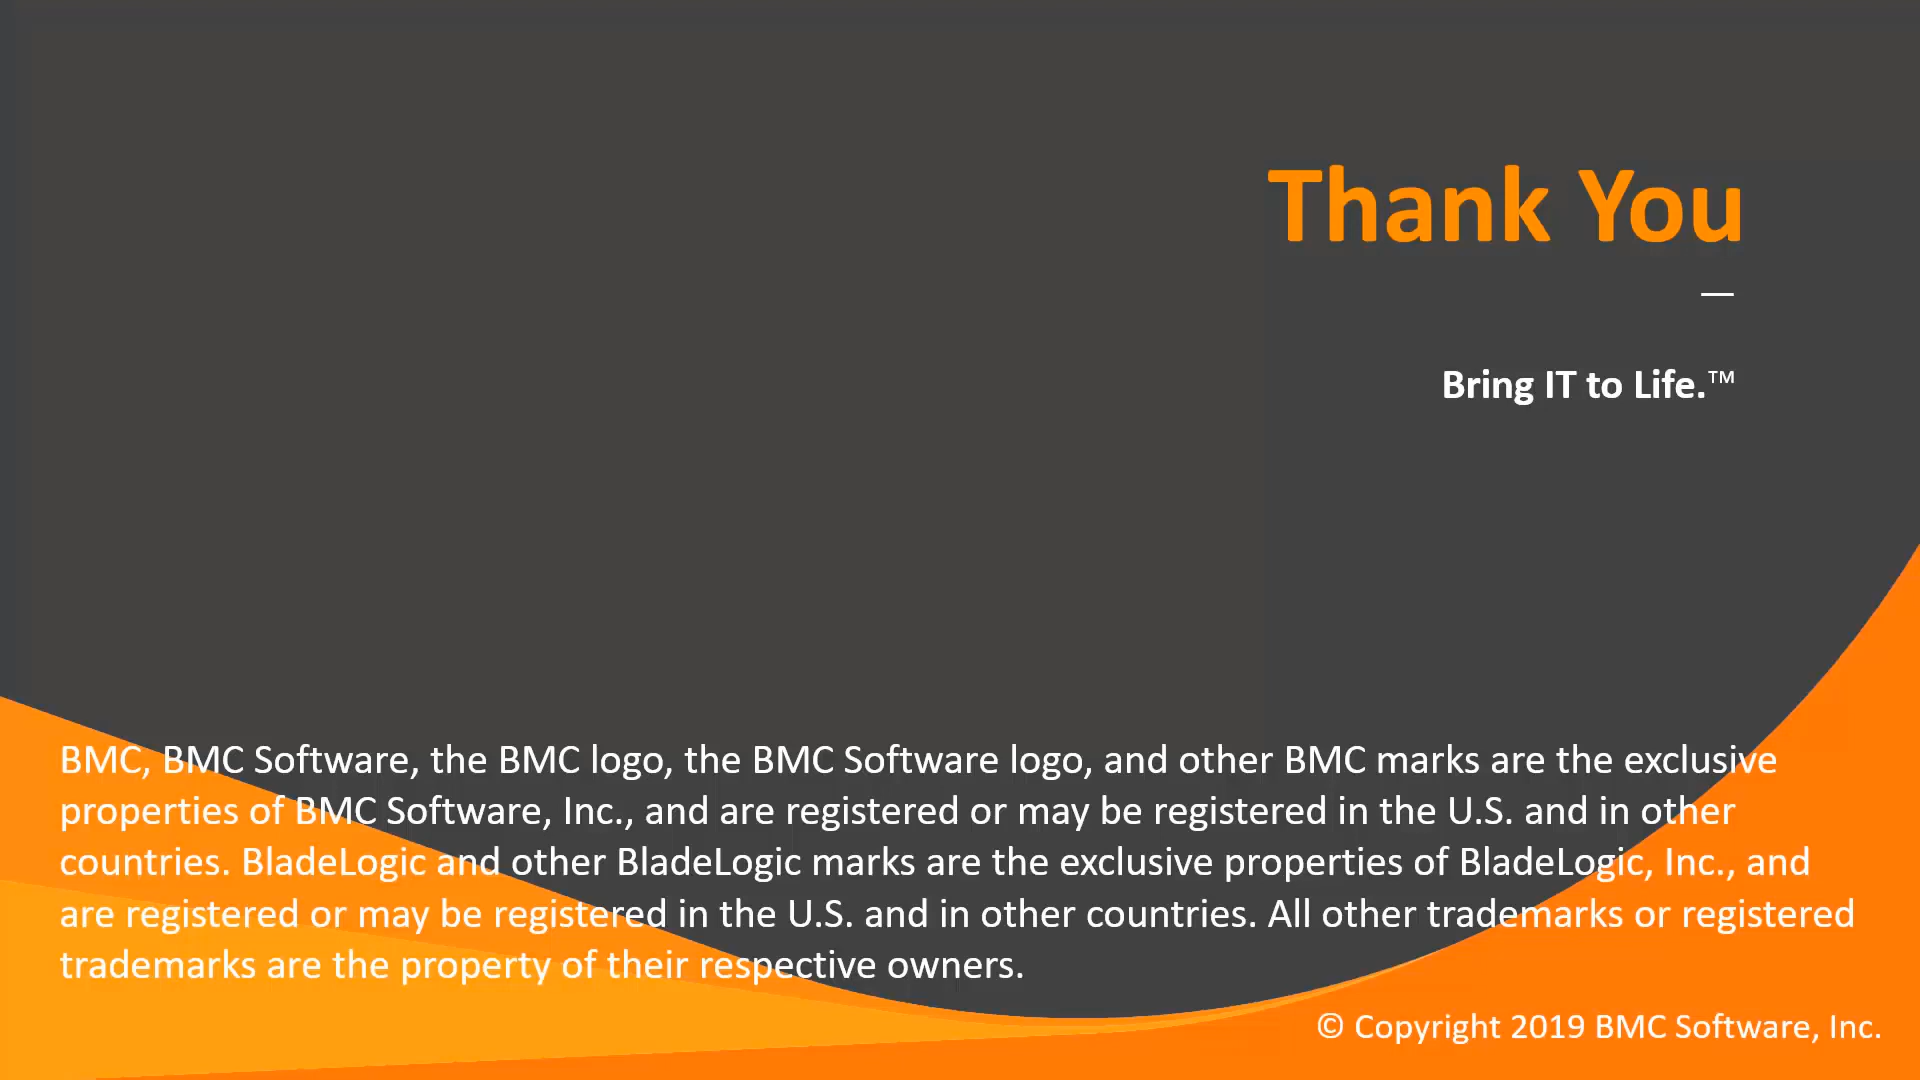 Thank You
Bring IT to Life.™
BMC, BMC Software, the BMC logo, the BMC Software logo, and other BMC marks are the exclusive
properties of BMC Software, Inc., and are registered or may be registered in the U.S. and in other
countries. BladeLogic and other BladeLogic marks are the exclusive properties of BladeLogic, Inc., and
are registered or may be registered in the U.S. and in other countries. All other trademarks or registered
trademarks are the property of their respective owners.
© Copyright 2019 BMC Software, Inc.